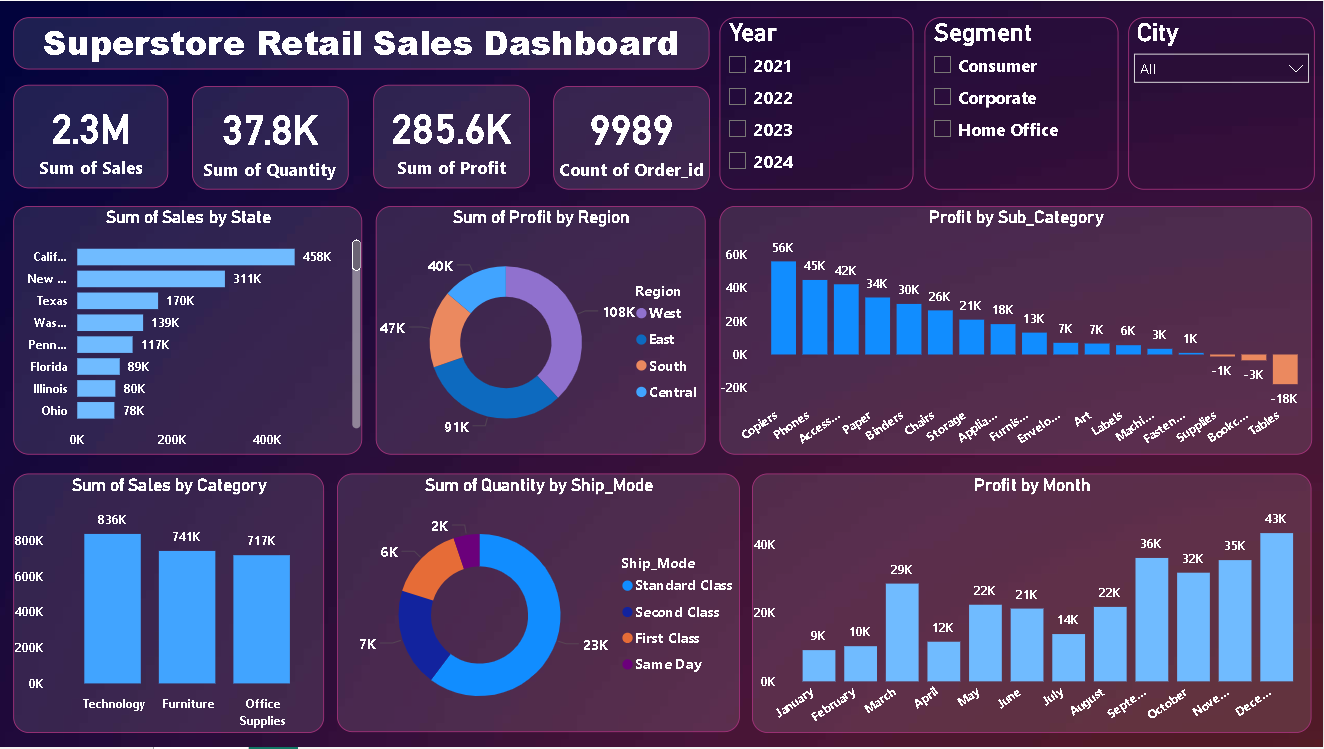 Superstore Retail Sales Dashboard
Year
2021
2022
2023
2024
Segment
Consumer
Corporate
Home Office
City
All
2.3M
Sum of Sales
37.8K
Sum of Quantity
285.6K
Sum of Profit
9989
Count of Order_id
Sum of Sales by State
Calif... 458K
New ... 311K
Texas 170K
Was... 139K
Penn... 117K
Florida 89K
Illinois 80K
Ohio 78K
0K 200K 400K
Sum of Profit by Region
40K
108K
47K
91K
Region
West
East
South
Central
Profit by Sub_Category
60K
40K
20K
0K
-20K
56K 45K 42K 34K 30K 26K 21K 18K 13K 7K 7K 6K 3K 1K -1K -3K -18K
Copiers Phones Access... Paper Binders Chairs Storage Applia... Furnis... Envelo... Art Labels Machi... Fasten... Supplies Bookc... Tables
Sum of Sales by Category
800K
600K
400K
200K
0K
836K 741K 717K
Technology Furniture Office
Supplies
Sum of Quantity by Ship_Mode
2K
6K
7K
23K
Ship_Mode
Standard Class
Second Class
First Class
Same Day
Profit by Month
40K
20K
0K
9K 10K 29K 12K 22K 21K 14K 22K 36K 32K 35K 43K
January February March April May June July August Septe... October Nove... Dece...